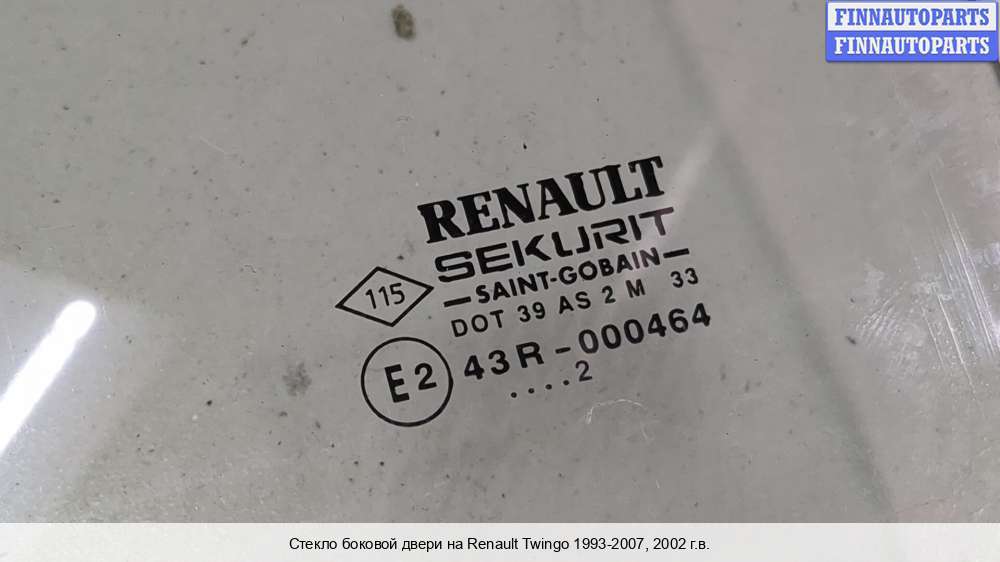 FINNAUTOPARTS
FINNAUTOPARTS
RENAULT
SEKURIT
-SAINT-GOBAIN-
115
DOT 39 AS 2 M 33
E2
43R-000464
....2
Стекло боковой двери на Renault Twingo 1993-2007, 2002 г.в.